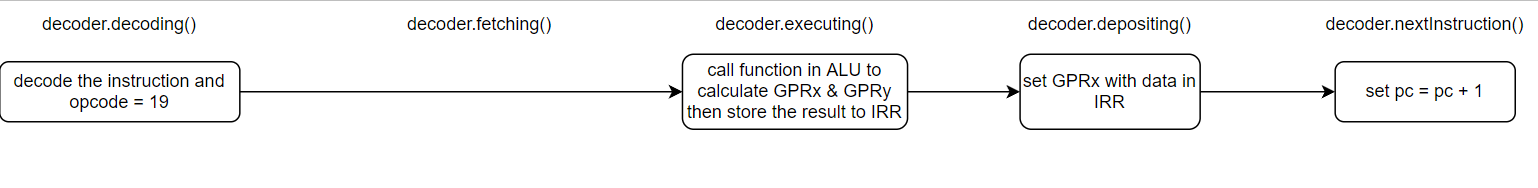 decoder.decoding()
decoder.fetching()
decoder.executing()
decoder.depositing()
decoder.nextInstruction()
decode the instruction and
opcode = 19
call function in ALU to
calculate GPRx & GPRy
then store the result to IRR
set GPRx with data in
IRR
set pc = pc + 1